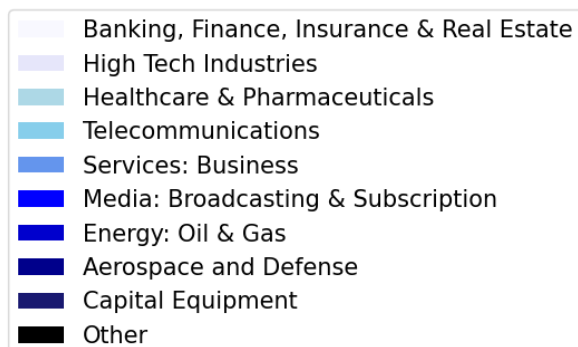 Banking, Finance, Insurance & Real Estate
High Tech Industries
Healthcare & Pharmaceuticals
Telecommunications
Services: Business
Media: Broadcasting & Subscription
Energy: Oil & Gas
Aerospace and Defense
Capital Equipment
Other